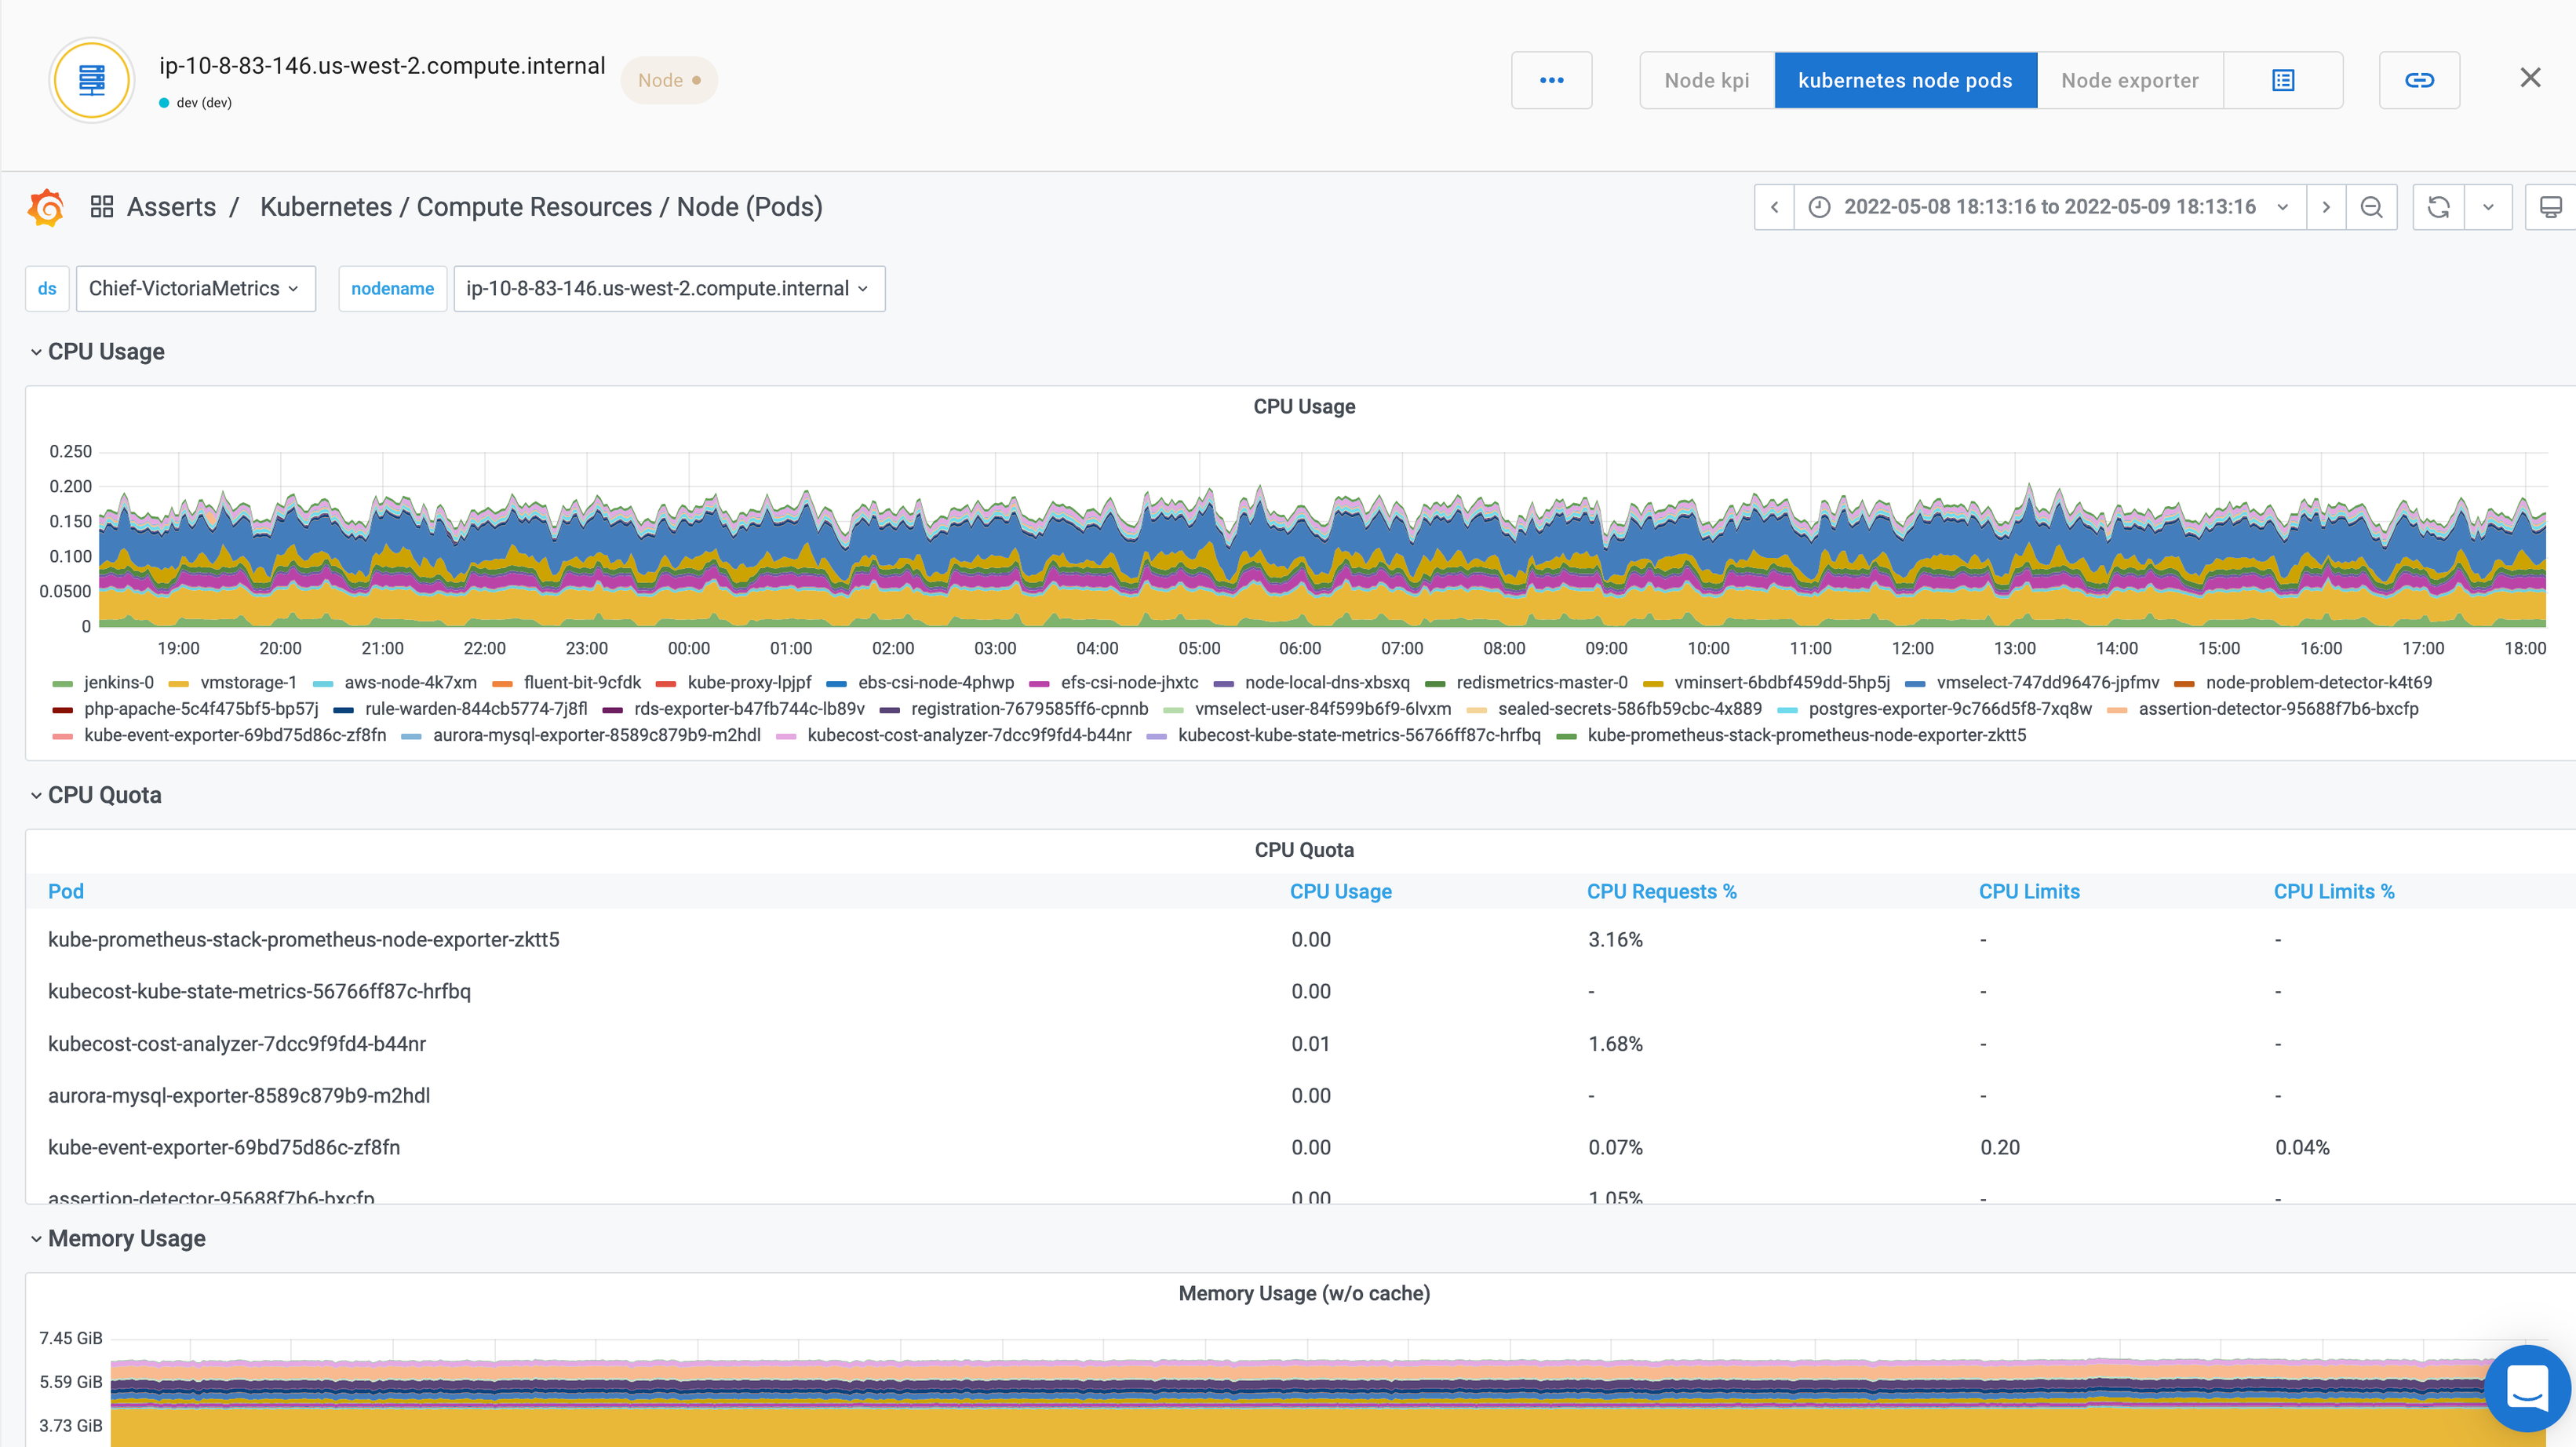 ip-10-8-83-146.us-west-2.compute.internal
Node
dev (dev)
Node kpi
kubernetes node pods
Node exporter
Asserts / Kubernetes / Compute Resources / Node (Pods)
2022-05-08 18:13:16 to 2022-05-09 18:13:16
ds Chief-VictoriaMetrics nodename ip-10-8-83-146.us-west-2.compute.internal
CPU Usage
CPU Usage
0.250
0.200
0.150
0.100
0.0500
0
19:00 20:00 21:00 22:00 23:00 00:00 01:00 02:00 03:00 04:00 05:00 06:00 07:00 08:00 09:00 10:00 11:00 12:00 13:00 14:00 15:00 16:00 17:00 18:00
jenkins-0 vmstorage-1 aws-node-4k7xm fluent-bit-9cfdk kube-proxy-lpjpf ebs-csi-node-4phwp efs-csi-node-jhxtc node-local-dns-xbsxq redismetrics-master-0 vminsert-6bdbf459dd-5hp5j vmselect-747dd96476-jpfmv node-problem-detector-k4t69
php-apache-5c4f475bf5-bp57j rule-warden-844cb5774-7j8fl rds-exporter-b47fb744c-lb89v registration-7679585ff6-cpnnb vmselect-user-84f599b6f9-6lvxm sealed-secrets-586fb59cbc-4x889 postgres-exporter-9c766d5f8-7xq8w assertion-detector-95688f7b6-bxcfp
kube-event-exporter-69bd75d86c-zf8fn aurora-mysql-exporter-8589c879b9-m2hdl kubecost-cost-analyzer-7dcc9f9fd4-b44nr kubecost-kube-state-metrics-56766ff87c-hrfbq kube-prometheus-stack-prometheus-node-exporter-zktt5
CPU Quota
CPU Quota
Pod CPU Usage CPU Requests % CPU Limits CPU Limits %
kube-prometheus-stack-prometheus-node-exporter-zktt5 0.00 3.16% - -
kubecost-kube-state-metrics-56766ff87c-hrfbq 0.00 - - -
kubecost-cost-analyzer-7dcc9f9fd4-b44nr 0.01 1.68% - -
aurora-mysql-exporter-8589c879b9-m2hdl 0.00 - - -
kube-event-exporter-69bd75d86c-zf8fn 0.00 0.07% 0.20 0.04%
assertion-detector-95688f7b6-bxcfp 0.00 1.05% - -
Memory Usage
Memory Usage (w/o cache)
7.45 GiB
5.59 GiB
3.73 GiB